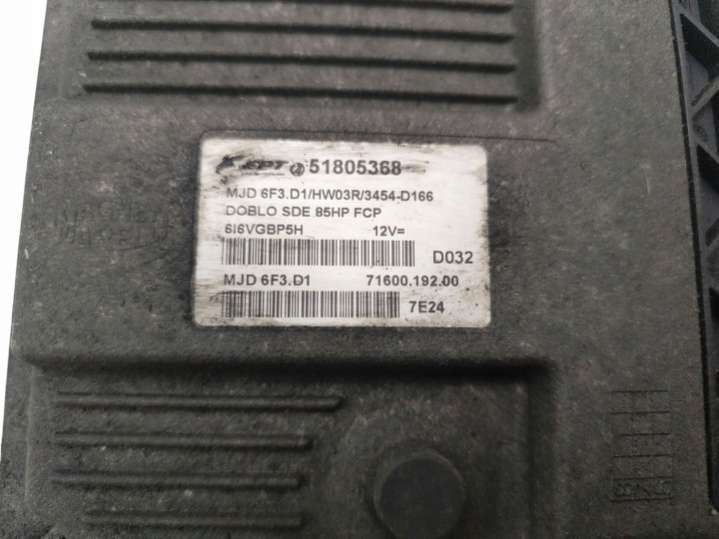 FPT 51805368
MJD 6F3.D1/HW03R/3454-D166
DOBLO SDE 85HP FCP
6I6VGBP5H 12V=
D032
MJD 6F3.D1 71600.192.00
7E24